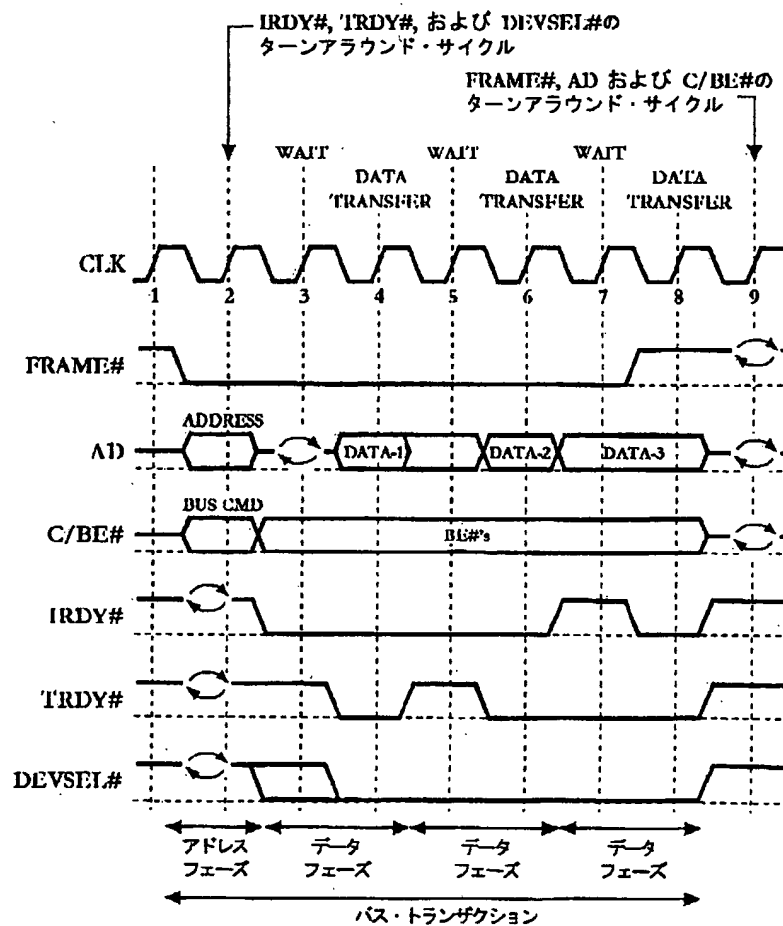 IRDY#, TRDY#, および DEVSEL#の
ターンアラウンド・サイクル
FRAME#, AD および C/BE#の
ターンアラウンド・サイクル
WAIT WAIT WAIT
DATA TRANSFER DATA TRANSFER DATA TRANSFER
CLK
1 2 3 4 5 6 7 8 9
FRAME#
ADDRESS
AD
DATA-1 DATA-2 DATA-3
BUS CMD
C/BE#
BE#'s
IRDY#
TRDY#
DEVSEL#
アドレス データ データ データ
フェーズ フェーズ フェーズ フェーズ
バス・トランザクション